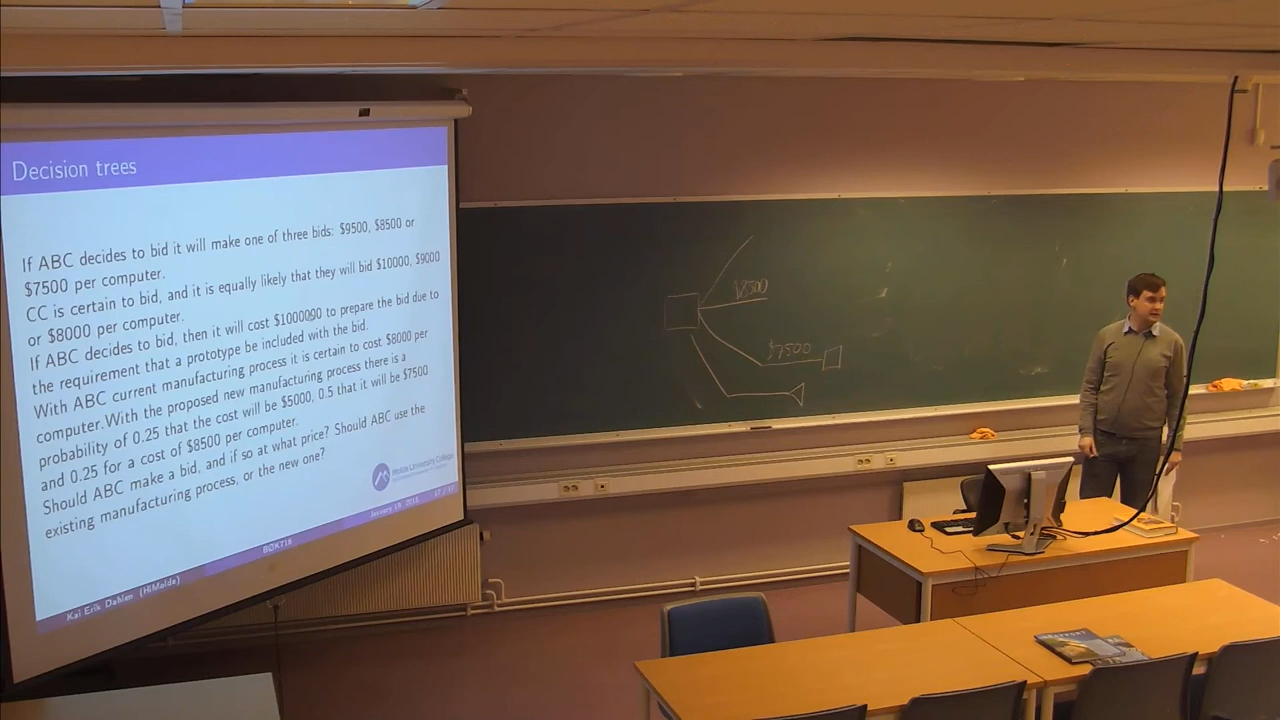 Decision trees
If ABC decides to bid it will make one of three bids: $9500, $8500 or
$7500 per computer.
CC is certain to bid, and it is equally likely that they will bid $10000, $9000
or $8000 per computer.
If ABC decides to bid, then it will cost $1000000 to prepare the bid due to
the requirement that a prototype be included with the bid.
With ABC current manufacturing process it is certain to cost $8000 per
computer.With the proposed new manufacturing process there is a
probability of 0.25 that the cost will be $5000, 0.5 that it will be $7500
and 0.25 for a cost of $8500 per computer.
Should ABC make a bid, and if so at what price? Should ABC use the
existing manufacturing process, or the new one?
Molde University College
Kai Erik Dahlen (HiMolde)
BØK715
17 / 17
$8500
$7500